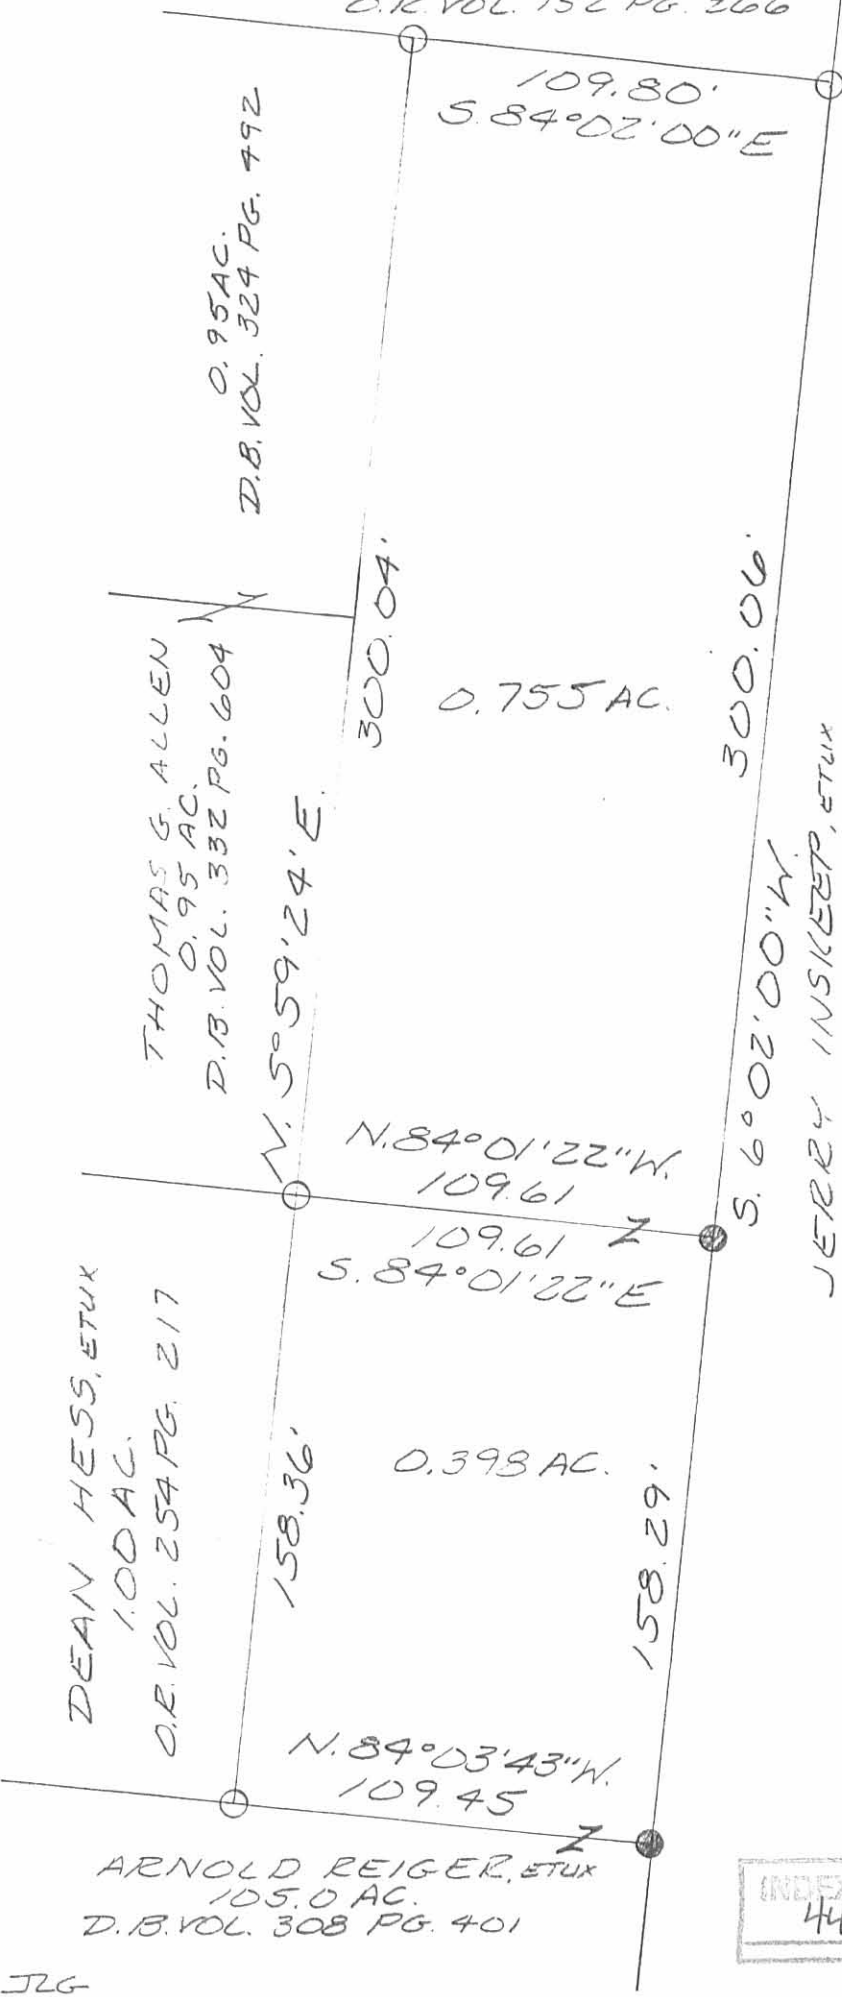 O.R. VOL. 152 PG. 266
109.80'
S. 84°02'00"E
0.95 AC.
D.B. VOL. 324 PG. 492
300.04'
300.06'
0.755 AC.
THOMAS G. ALLEN
0.95 AC.
D.B. VOL. 332 PG. 604
N. 5°59'24' E.
S. 6°02'00"W.
JERRY INSKEEP, ETUX
N. 84°01'22"W.
109.61
109.61
S. 84°01'22"E
DEAN HESS, ETUX
1.00 AC.
O.R. VOL. 254 PG. 217
158.36'
0.398 AC.
158.29'
N. 84°03'43"W.
109.45
ARNOLD REIGER, ETUX
105.0 AC.
D.B. VOL. 308 PG. 401